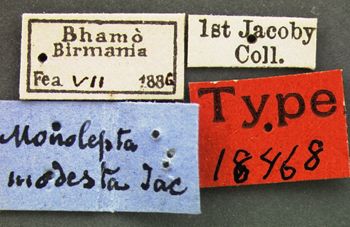 Bhamò
Birmania
Fea VII 1886
1st Jacoby
Coll.
Monolepta
modesta Jac
Type
18468